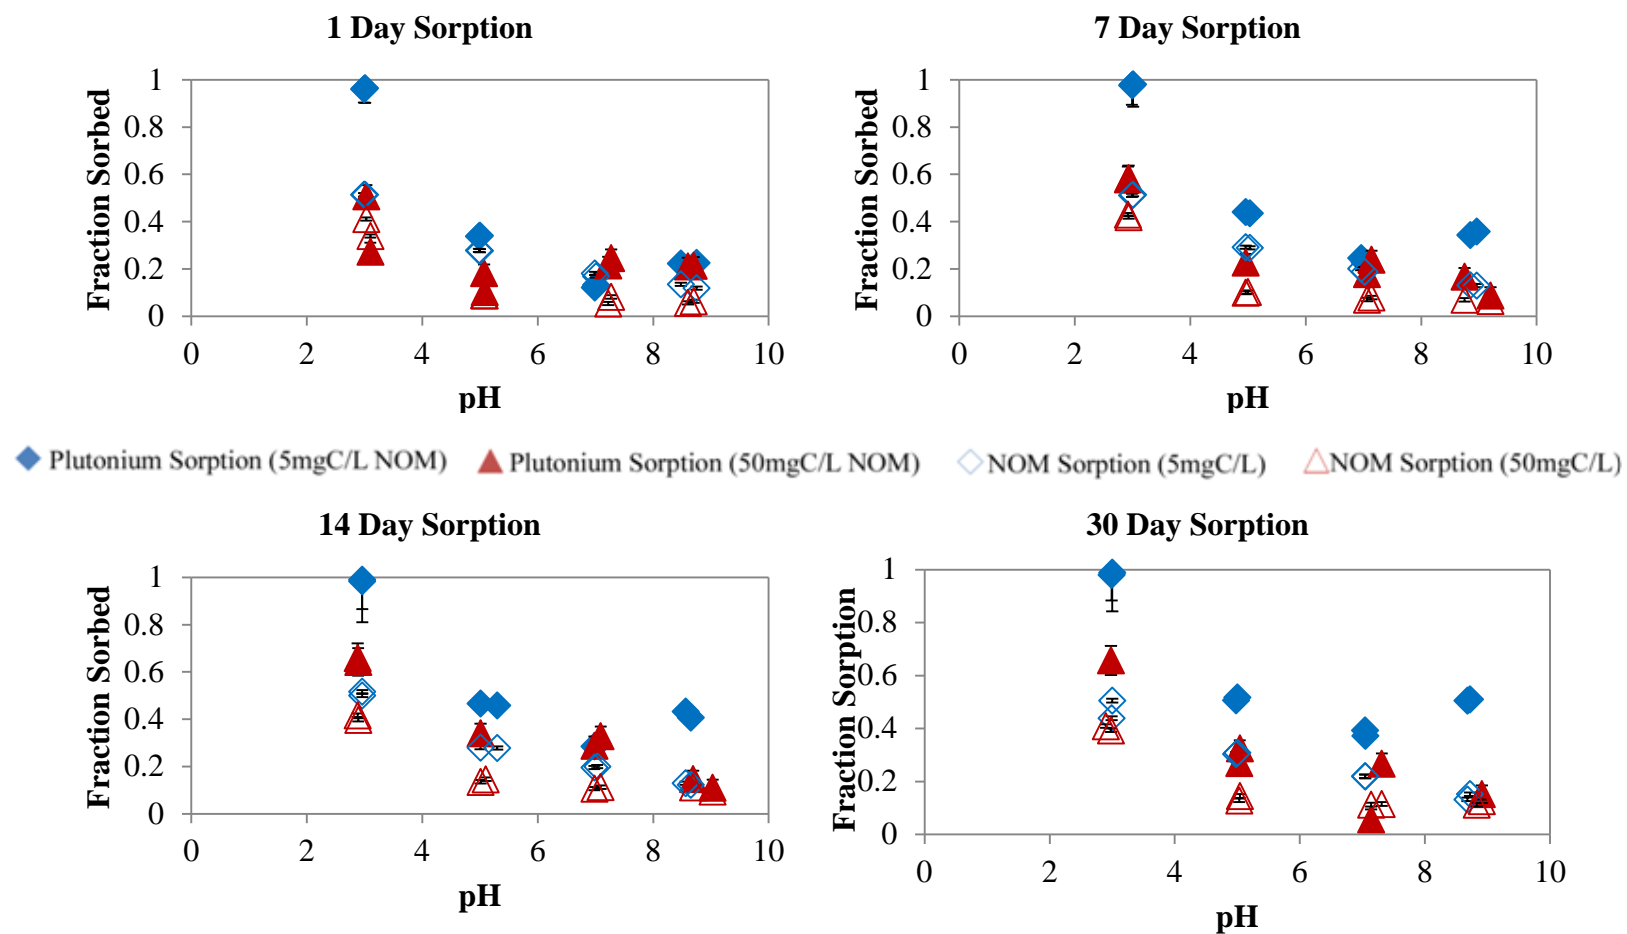 1 Day Sorption
Fraction Sorbed
1
0.8
0.6
0.4
0.2
0
0 2 4 6 8 10
pH
7 Day Sorption
Fraction Sorbed
1
0.8
0.6
0.4
0.2
0
0 2 4 6 8 10
pH
Plutonium Sorption (5mgC/L NOM) Plutonium Sorption (50mgC/L NOM) NOM Sorption (5mgC/L) NOM Sorption (50mgC/L)
14 Day Sorption
Fraction Sorbed
1
0.8
0.6
0.4
0.2
0
0 2 4 6 8 10
pH
30 Day Sorption
Fraction Sorption
1
0.8
0.6
0.4
0.2
0
0 2 4 6 8 10
pH